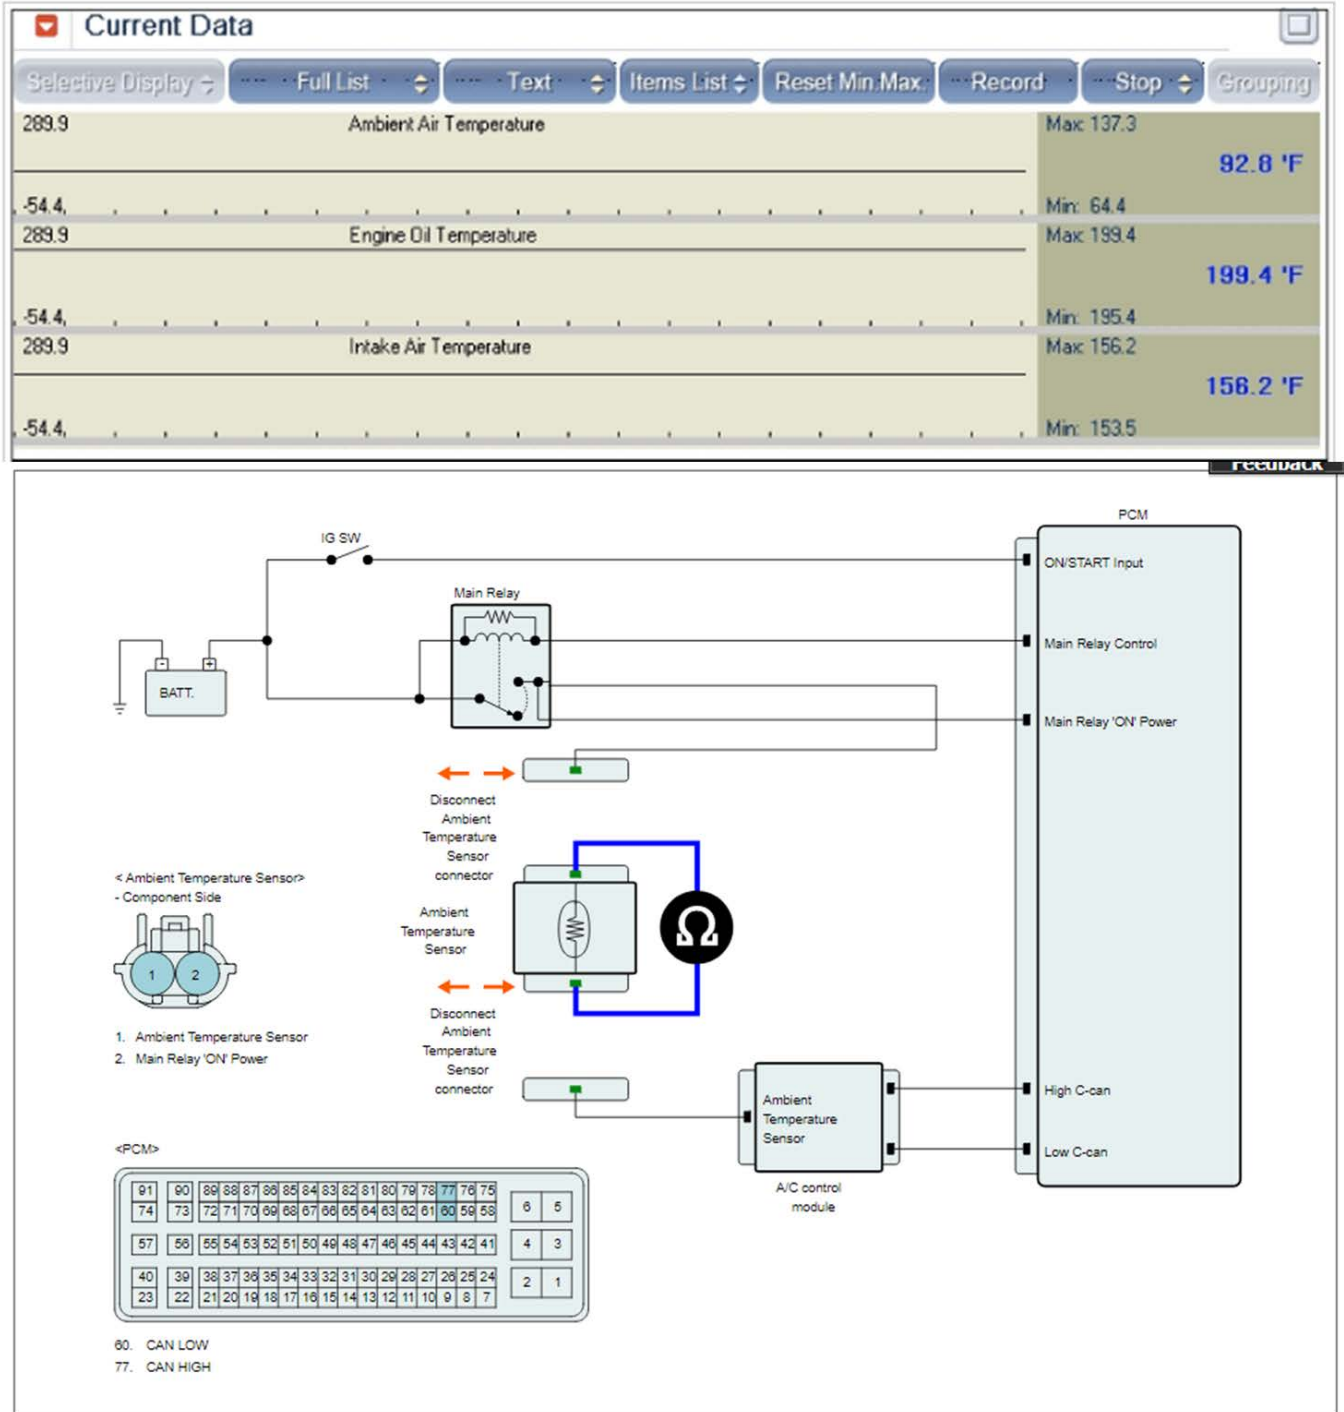 Current Data
Selective Display Full List Text Items List Reset Min.Max. Record Stop Grouping
289.9 Ambient Air Temperature Max: 137.3
92.8 'F
-54.4, Min: 64.4
289.9 Engine Oil Temperature Max: 199.4
199.4 'F
-54.4, Min: 195.4
289.9 Intake Air Temperature Max: 156.2
156.2 'F
-54.4, Min: 153.5
Feedback
PCM
IG SW
ON/START Input
Main Relay
Main Relay Control
- +
BATT.
Main Relay 'ON' Power
Disconnect
Ambient
Temperature
Sensor
connector
< Ambient Temperature Sensor>
- Component Side
Ambient
Temperature
Sensor
Ω
1 2
Disconnect
Ambient
Temperature
Sensor
connector
1. Ambient Temperature Sensor
2. Main Relay 'ON' Power
Ambient
Temperature
Sensor
High C-can
Low C-can
A/C control
module
<PCM>
91 90 89 88 87 86 85 84 83 82 81 80 79 78 77 76 75
74 73 72 71 70 69 68 67 66 65 64 63 62 61 60 59 58
6 5
57 56 55 54 53 52 51 50 49 48 47 46 45 44 43 42 41
4 3
40 39 38 37 36 35 34 33 32 31 30 29 28 27 26 25 24
23 22 21 20 19 18 17 16 15 14 13 12 11 10 9 8 7
2 1
60. CAN LOW
77. CAN HIGH